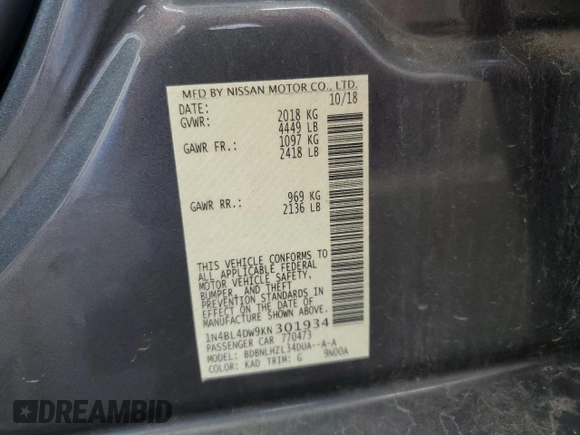 MFD BY NISSAN MOTOR CO., LTD.
DATE: 10/18
GVWR: 2018 KG
4449 LB
GAWR FR.: 1097 KG
2418 LB
GAWR RR.: 969 KG
2136 LB
THIS VEHICLE CONFORMS TO
ALL APPLICABLE FEDERAL
MOTOR VEHICLE SAFETY,
BUMPER, AND THEFT
PREVENTION STANDARDS IN
EFFECT ON THE DATE OF
MANUFACTURE SHOWN ABOVE.
1N4BL4DW9KN301934
PASSENGER CAR 770473
MODEL: BDBNLHZL34DUA--A-A
COLOR: KAD TRIM: G 9N00A
DREAMBID